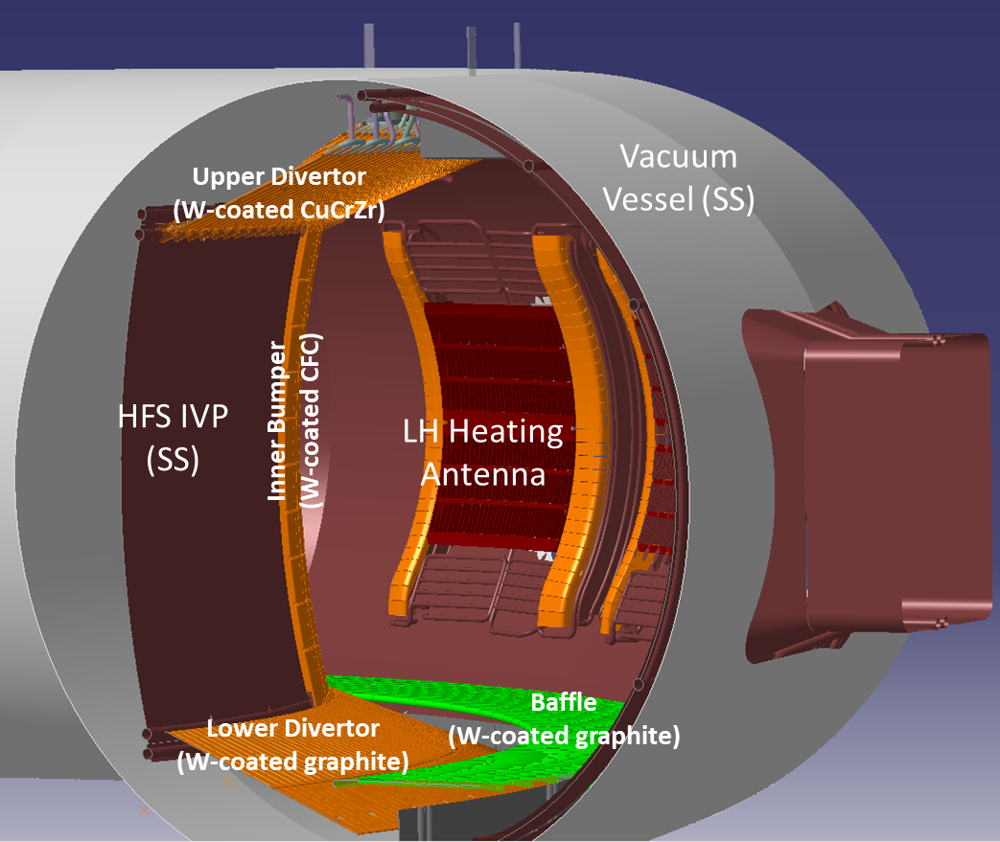 Vacuum
Vessel (SS)
Upper Divertor
(W-coated CuCrZr)
HFS IVP
(SS)
Inner Bumper
(W-coated CFC)
LH Heating
Antenna
Baffle
(W-coated graphite)
Lower Divertor
(W-coated graphite)